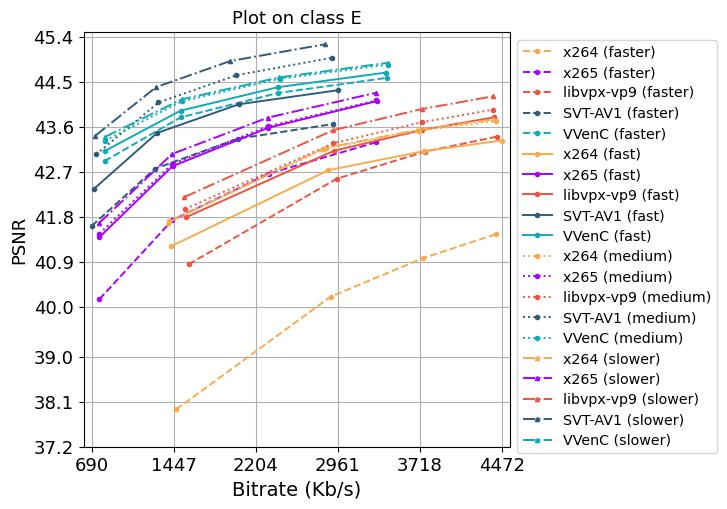 Plot on class E
PSNR
45.4
44.5
43.6
42.7
41.8
40.9
40.0
39.0
38.1
37.2
690 1447 2204 2961 3718 4472
Bitrate (Kb/s)
x264 (faster)
x265 (faster)
libvpx-vp9 (faster)
SVT-AV1 (faster)
VVenC (faster)
x264 (fast)
x265 (fast)
libvpx-vp9 (fast)
SVT-AV1 (fast)
VVenC (fast)
x264 (medium)
x265 (medium)
libvpx-vp9 (medium)
SVT-AV1 (medium)
VVenC (medium)
x264 (slower)
x265 (slower)
libvpx-vp9 (slower)
SVT-AV1 (slower)
VVenC (slower)